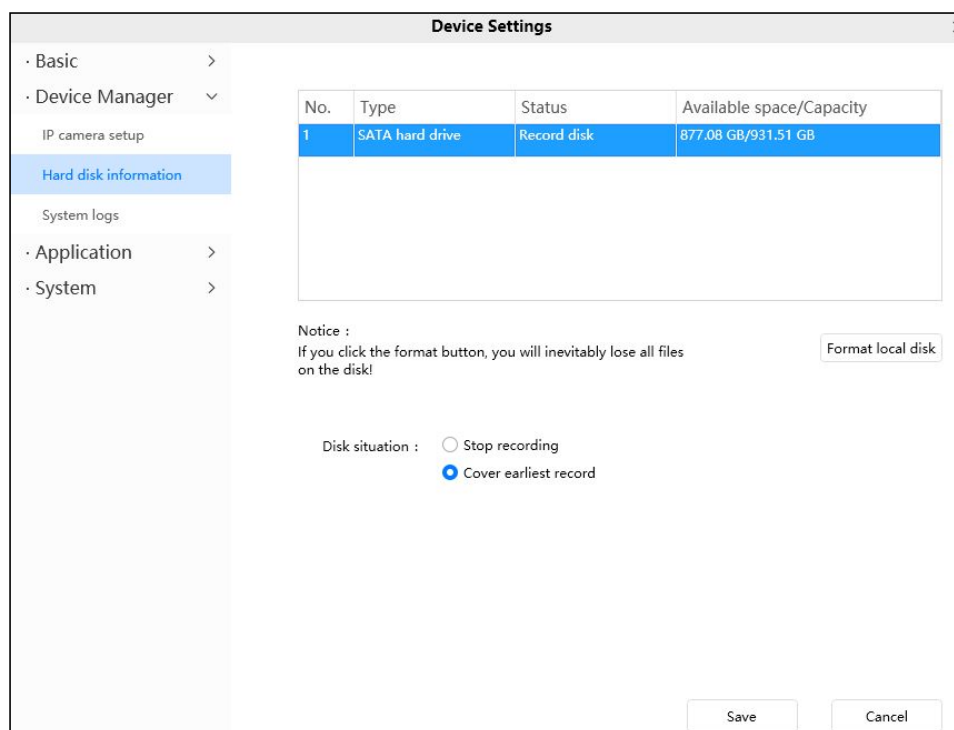 Device Settings
· Basic
· Device Manager
IP camera setup
Hard disk information
System logs
· Application
· System
No. Type Status Available space/Capacity
1 SATA hard drive Record disk 877.08 GB/931.51 GB
Notice :
If you click the format button, you will inevitably lose all files
on the disk!
Format local disk
Disk situation : Stop recording
Cover earliest record
Save Cancel